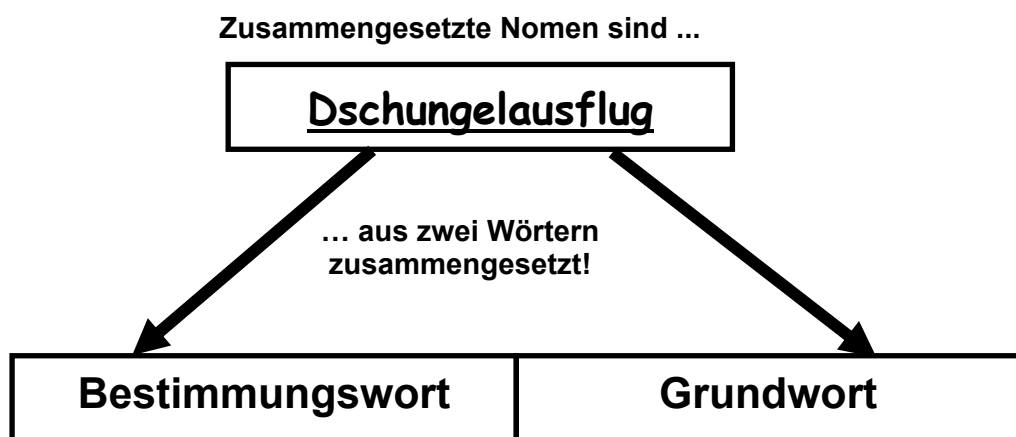 Zusammengesetzte Nomen sind ...
Dschungelausflug
… aus zwei Wörtern
zusammengesetzt!
Bestimmungswort
Grundwort